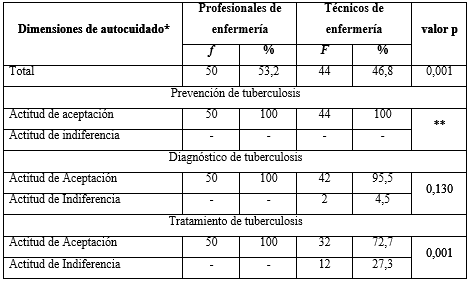 Dimensiones de autocuidado* Profesionales de enfermería Técnicos de enfermería valor p
f % F %
Total 50 53,2 44 46,8 0,001
Prevención de tuberculosis
Actitud de aceptación 50 100 44 100 **
Actitud de indiferencia - - - -
Diagnóstico de tuberculosis
Actitud de Aceptación 50 100 42 95,5 0,130
Actitud de Indiferencia - - 2 4,5
Tratamiento de tuberculosis
Actitud de Aceptación 50 100 32 72,7 0,001
Actitud de Indiferencia - - 12 27,3